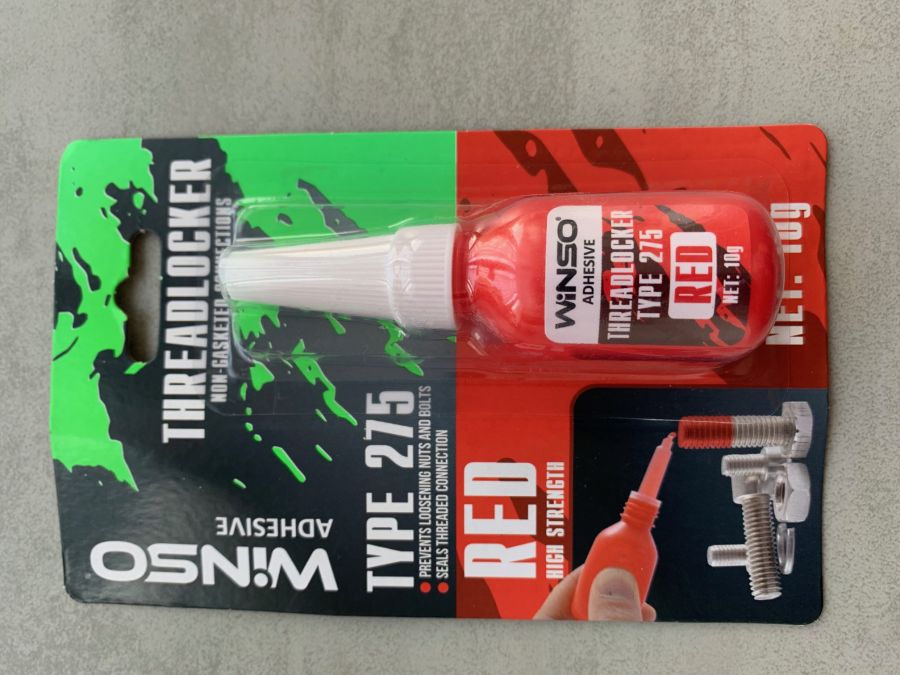 WINSO
ADHESIVE
THREADLOCKER
NON-GASKETED CONNECTIONS
TYPE 275
PREVENTS LOOSENING NUTS AND BOLTS
SEALS THREADED CONNECTION
RED
HIGH STRENGTH
NET: 10g
WINSO
ADHESIVE
THREADLOCKER
TYPE 275
RED
NET: 10g